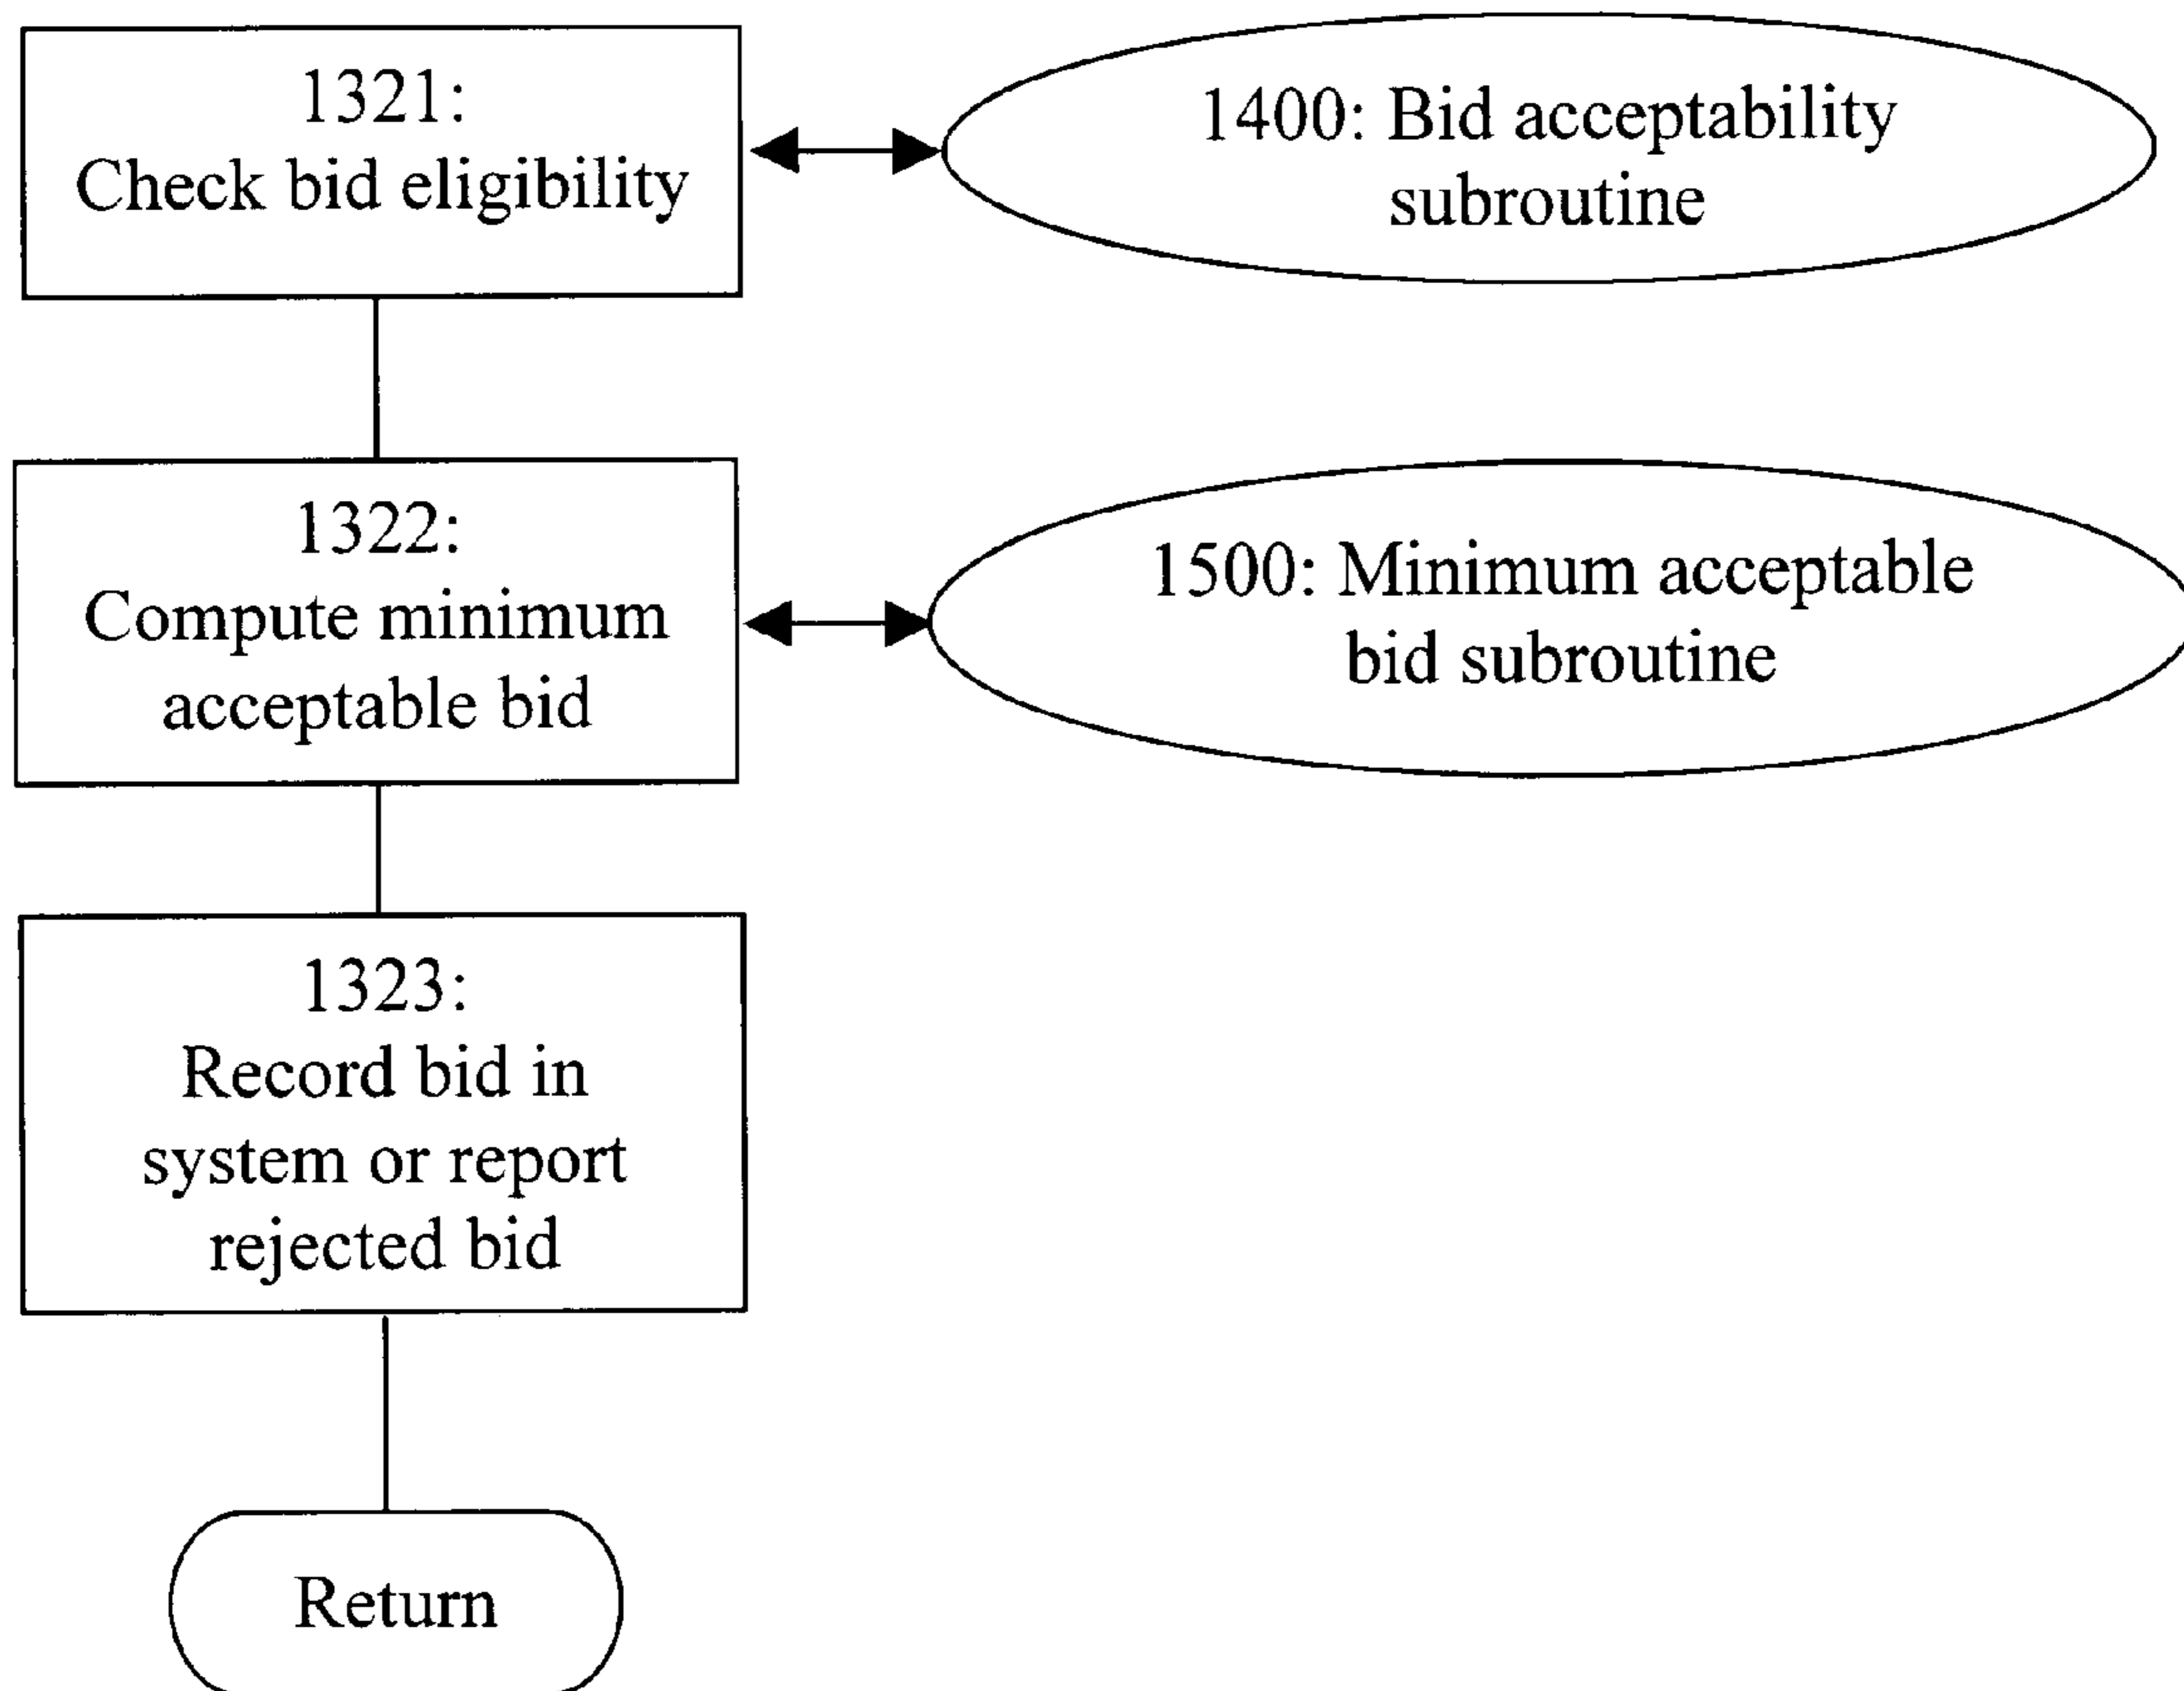 1321:
Check bid eligibility
1400: Bid acceptability
subroutine
1322:
Compute minimum
acceptable bid
1500: Minimum acceptable
bid subroutine
1323:
Record bid in
system or report
rejected bid
Return